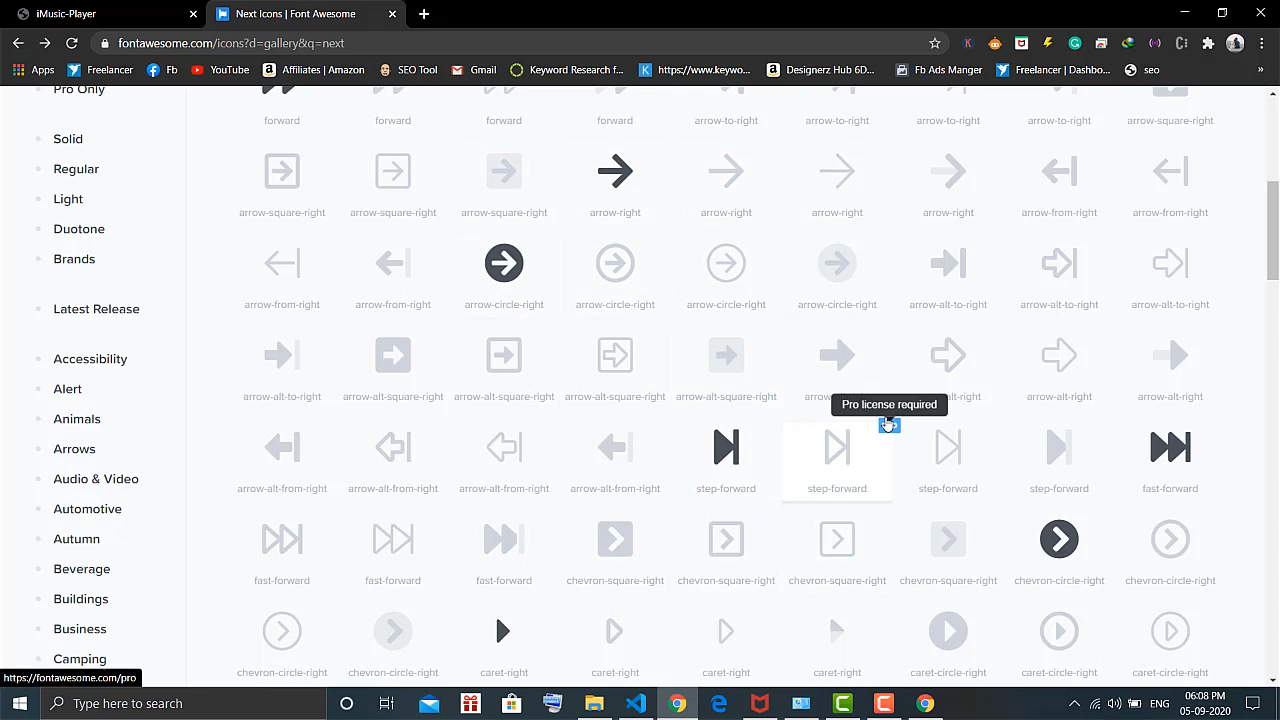 iMusic-Player
Next Icons | Font Awesome
fontawesome.com/icons?d=gallery&q=next
Apps
Freelancer
Fb
YouTube
Affiliates | Amazon
SEO Tool
Gmail
Keyword Research f...
https://www.keywo...
Designerz Hub 6D...
Fb Ads Manger
Freelancer | Dashbo...
seo
»
Pro Only
Solid
Regular
Light
Duotone
Brands
Latest Release
Accessibility
Alert
Animals
Arrows
Audio & Video
Automotive
Autumn
Beverage
Buildings
Business
Camping
forward forward forward forward arrow-to-right arrow-to-right arrow-to-right arrow-to-right arrow-square-right
arrow-square-right arrow-square-right arrow-square-right arrow-right arrow-right arrow-right arrow-right arrow-from-right arrow-from-right
arrow-from-right arrow-from-right arrow-circle-right arrow-circle-right arrow-circle-right arrow-circle-right arrow-alt-to-right arrow-alt-to-right arrow-alt-to-right
arrow-alt-to-right arrow-alt-square-right arrow-alt-square-right arrow-alt-square-right arrow-alt-square-right arrow-alt-right
Pro license required
arrow-alt-from-right arrow-alt-from-right arrow-alt-from-right arrow-alt-from-right step-forward step-forward step-forward step-forward fast-forward
fast-forward fast-forward fast-forward chevron-square-right chevron-square-right chevron-square-right chevron-square-right chevron-circle-right chevron-circle-right
chevron-circle-right chevron-circle-right caret-right caret-right caret-right caret-right caret-circle-right caret-circle-right caret-circle-right
https://fontawesome.com/pro
Type here to search
ENG
06:08 PM
05-09-2020